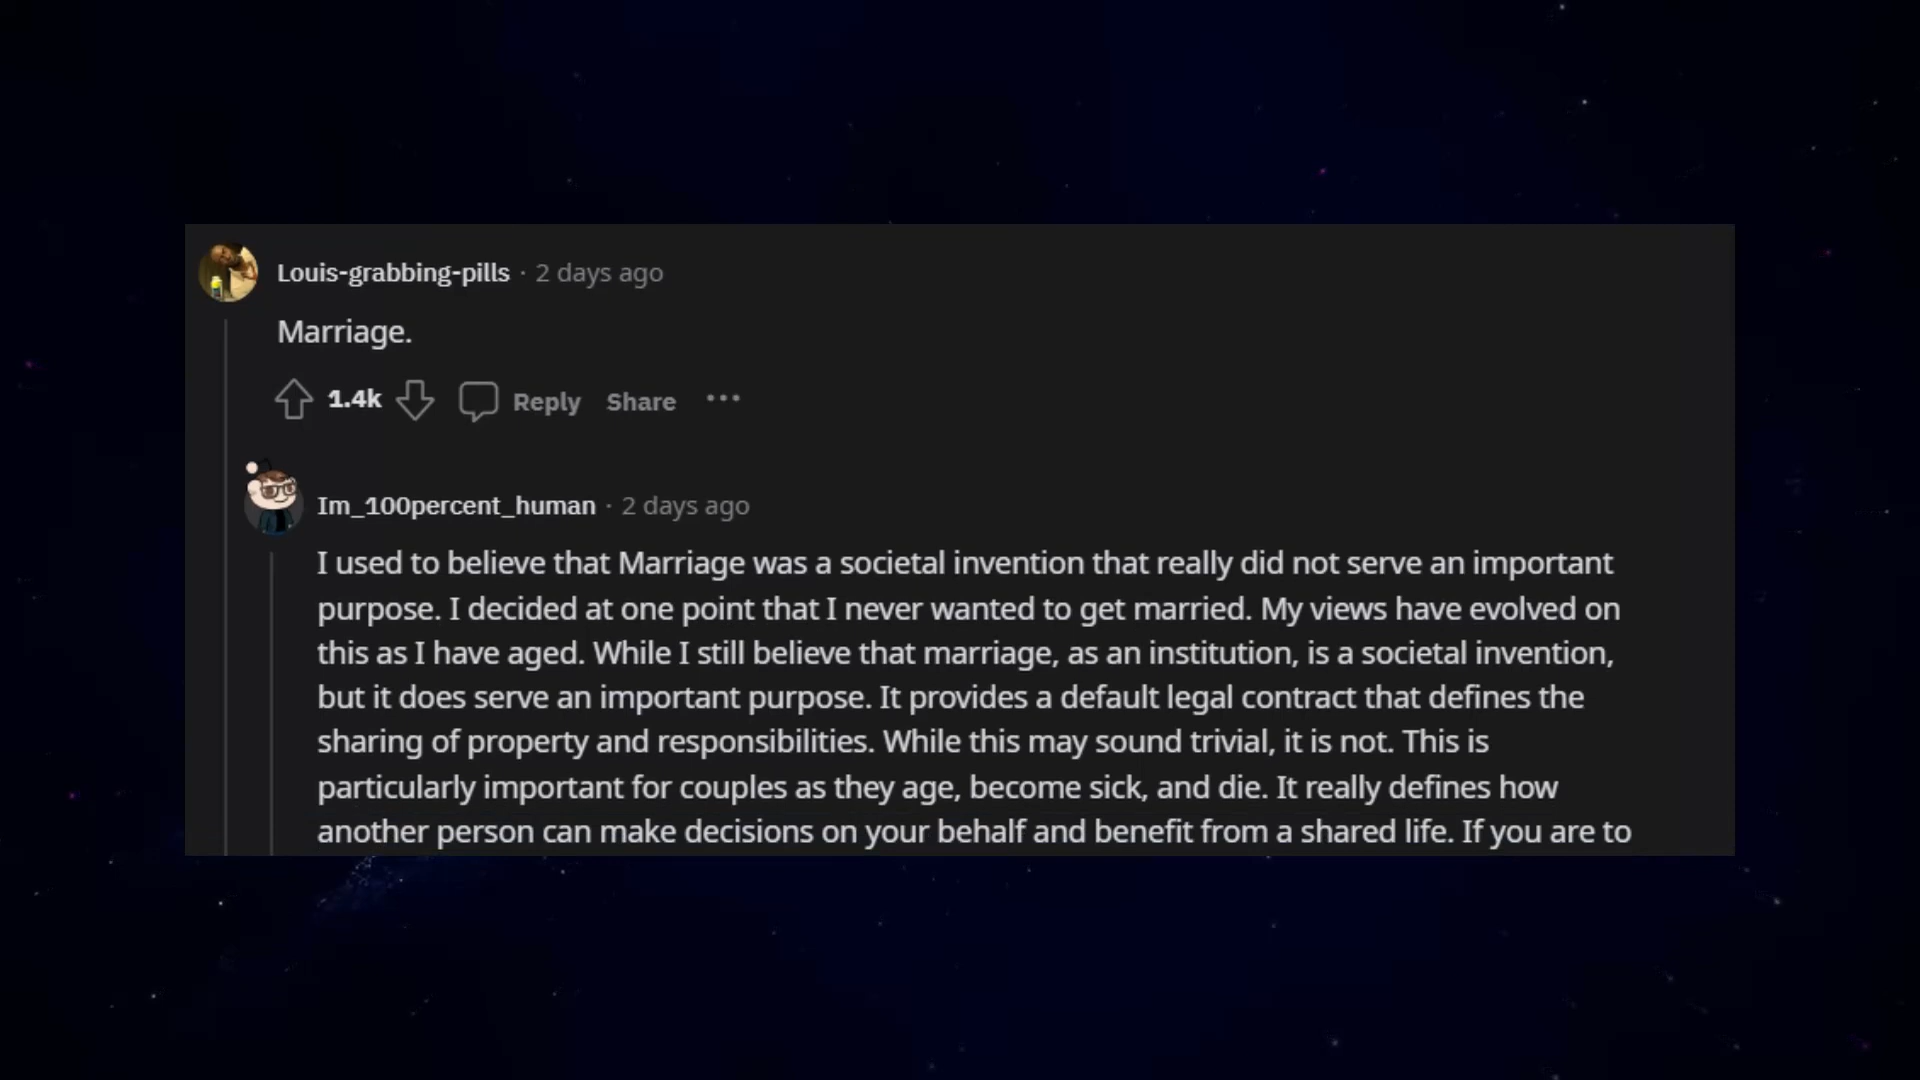 Louis-grabbing-pills · 2 days ago
Marriage.
1.4k Reply Share ···
Im_100percent_human · 2 days ago
I used to believe that Marriage was a societal invention that really did not serve an important
purpose. I decided at one point that I never wanted to get married. My views have evolved on
this as I have aged. While I still believe that marriage, as an institution, is a societal invention,
but it does serve an important purpose. It provides a default legal contract that defines the
sharing of property and responsibilities. While this may sound trivial, it is not. This is
particularly important for couples as they age, become sick, and die. It really defines how
another person can make decisions on your behalf and benefit from a shared life. If you are to